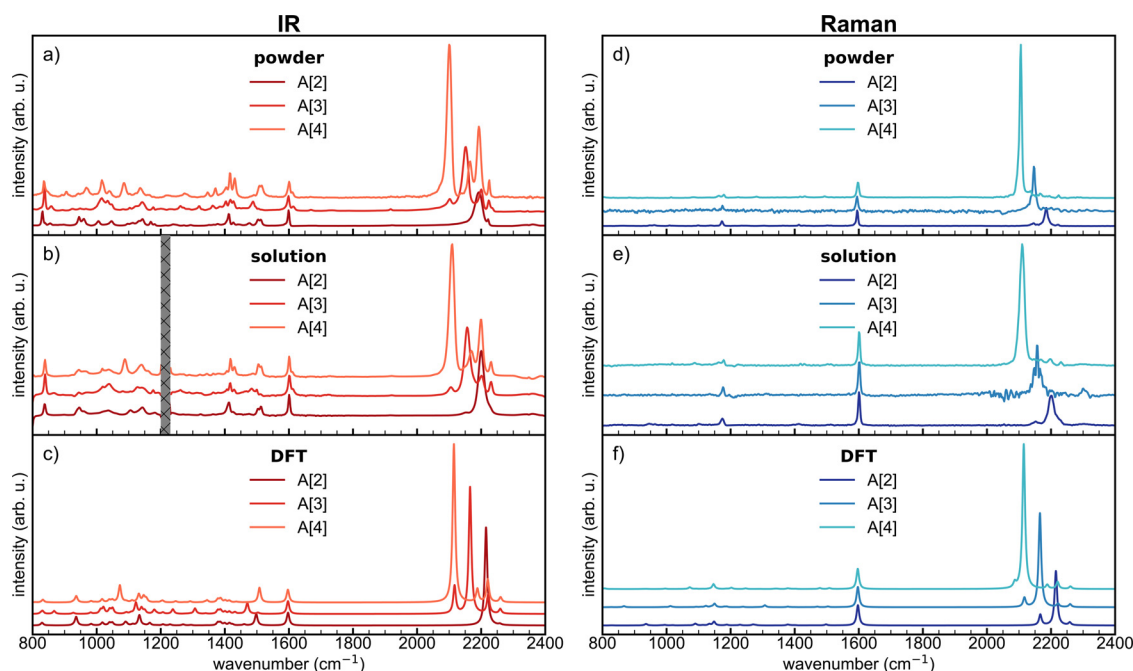 IR
a)
powder
A[2]
A[3]
A[4]
intensity (arb. u.)
b)
solution
A[2]
A[3]
A[4]
intensity (arb. u.)
c)
DFT
A[2]
A[3]
A[4]
intensity (arb. u.)
800 1000 1200 1400 1600 1800 2000 2200 2400
wavenumber (cm⁻¹)
Raman
d)
powder
A[2]
A[3]
A[4]
intensity (arb. u.)
e)
solution
A[2]
A[3]
A[4]
intensity (arb. u.)
f)
DFT
A[2]
A[3]
A[4]
intensity (arb. u.)
800 1000 1200 1400 1600 1800 2000 2200 2400
wavenumber (cm⁻¹)